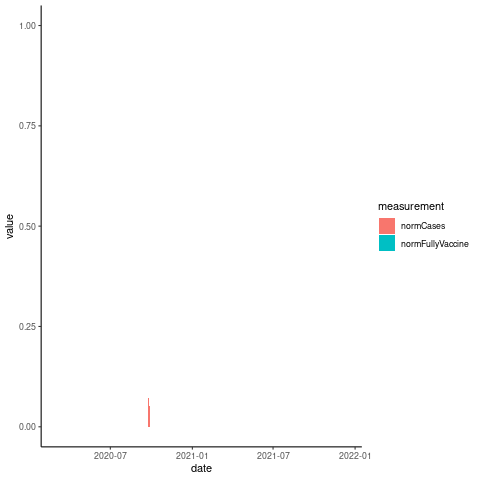 1.00
0.75
0.50
0.25
0.00
value
2020-07
2021-01
2021-07
2022-01
date
measurement
normCases
normFullyVaccine